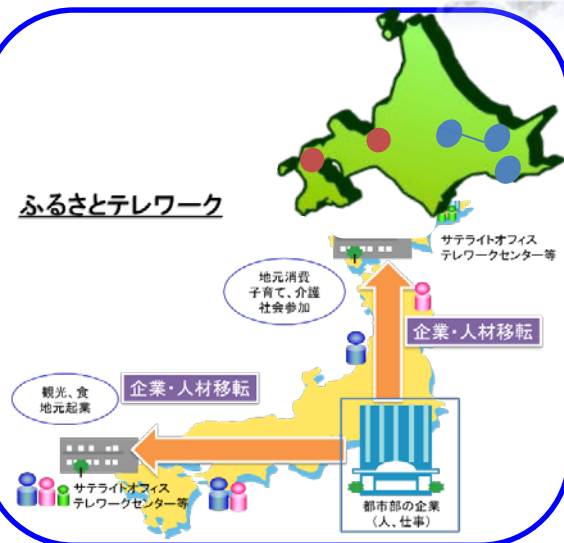 ふるさとテレワーク
サテライトオフィス
テレワークセンター等
地元消費
子育て、介護
社会参加
企業・人材移転
企業・人材移転
観光、食
地元起業
サテライトオフィス
テレワークセンター等
都市部の企業
（人、仕事）